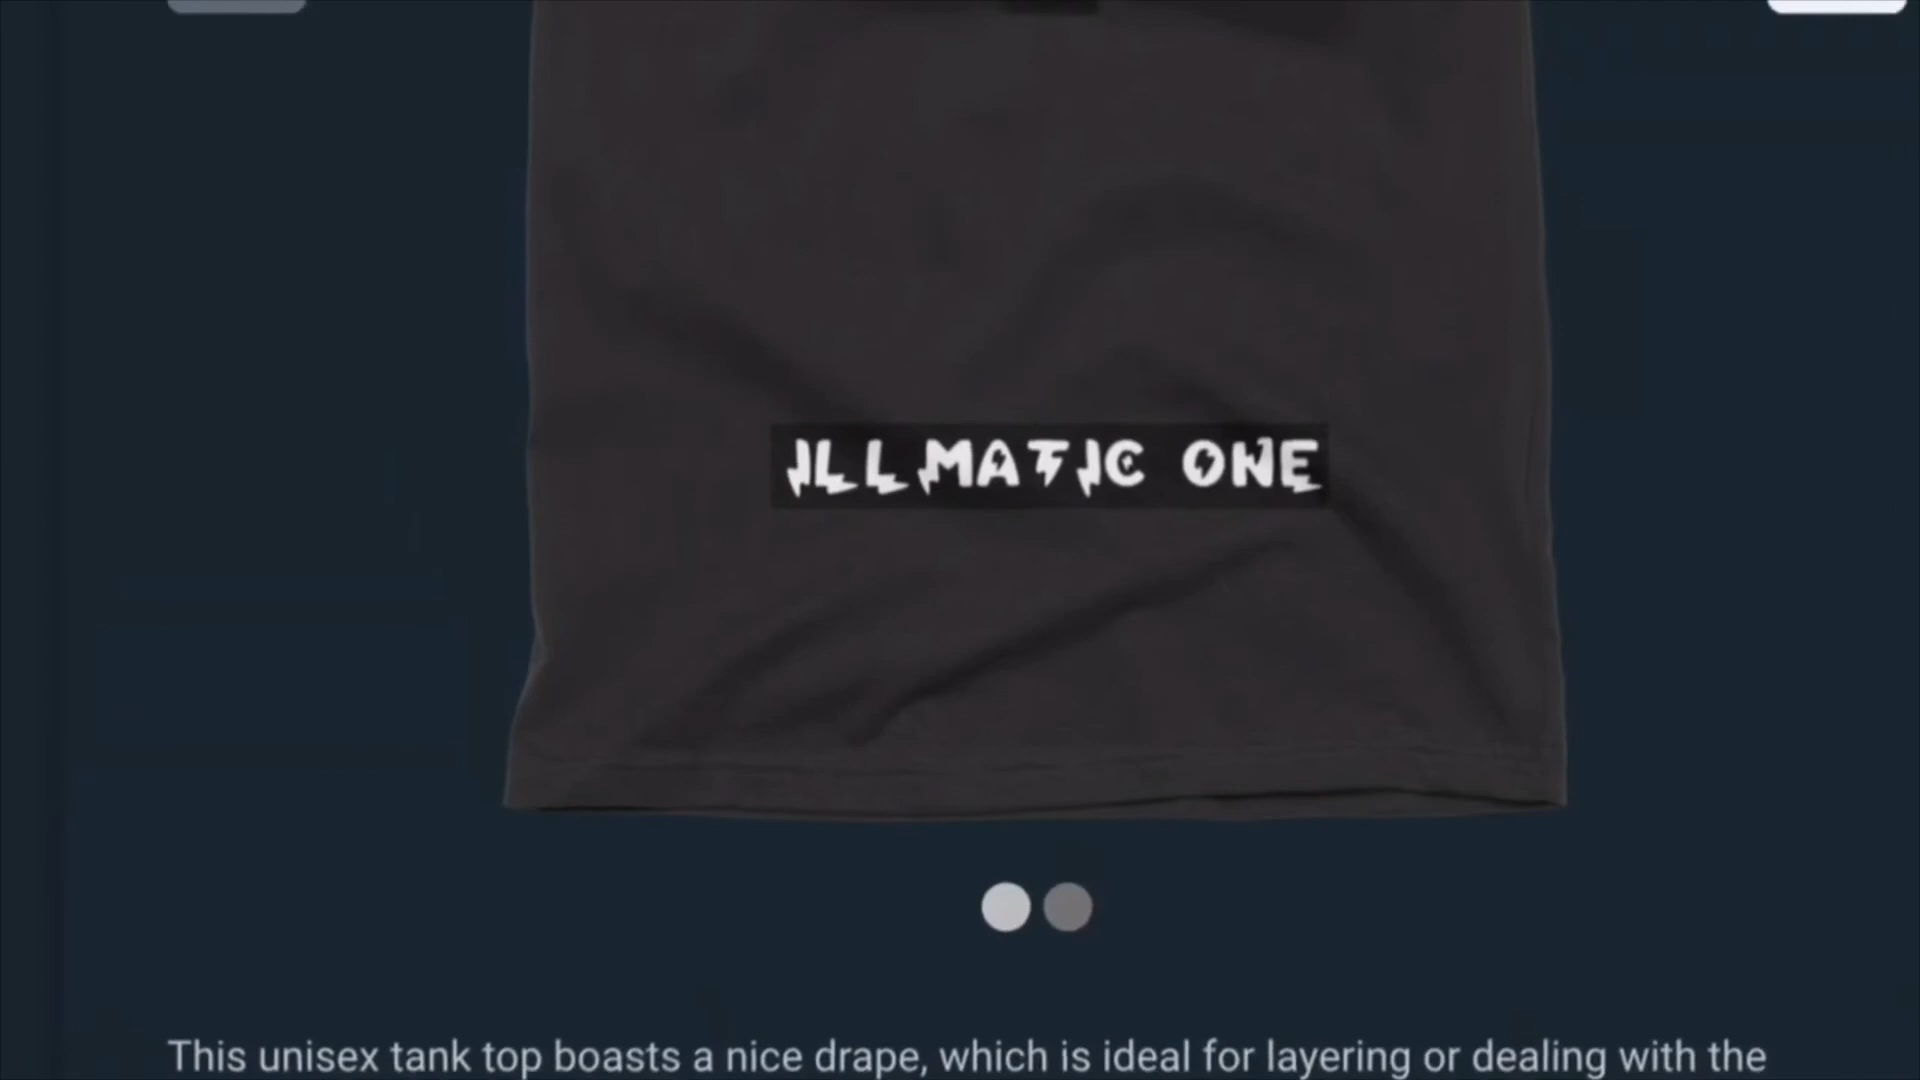 ILLMATIC ONE
This unisex tank top boasts a nice drape, which is ideal for layering or dealing with the